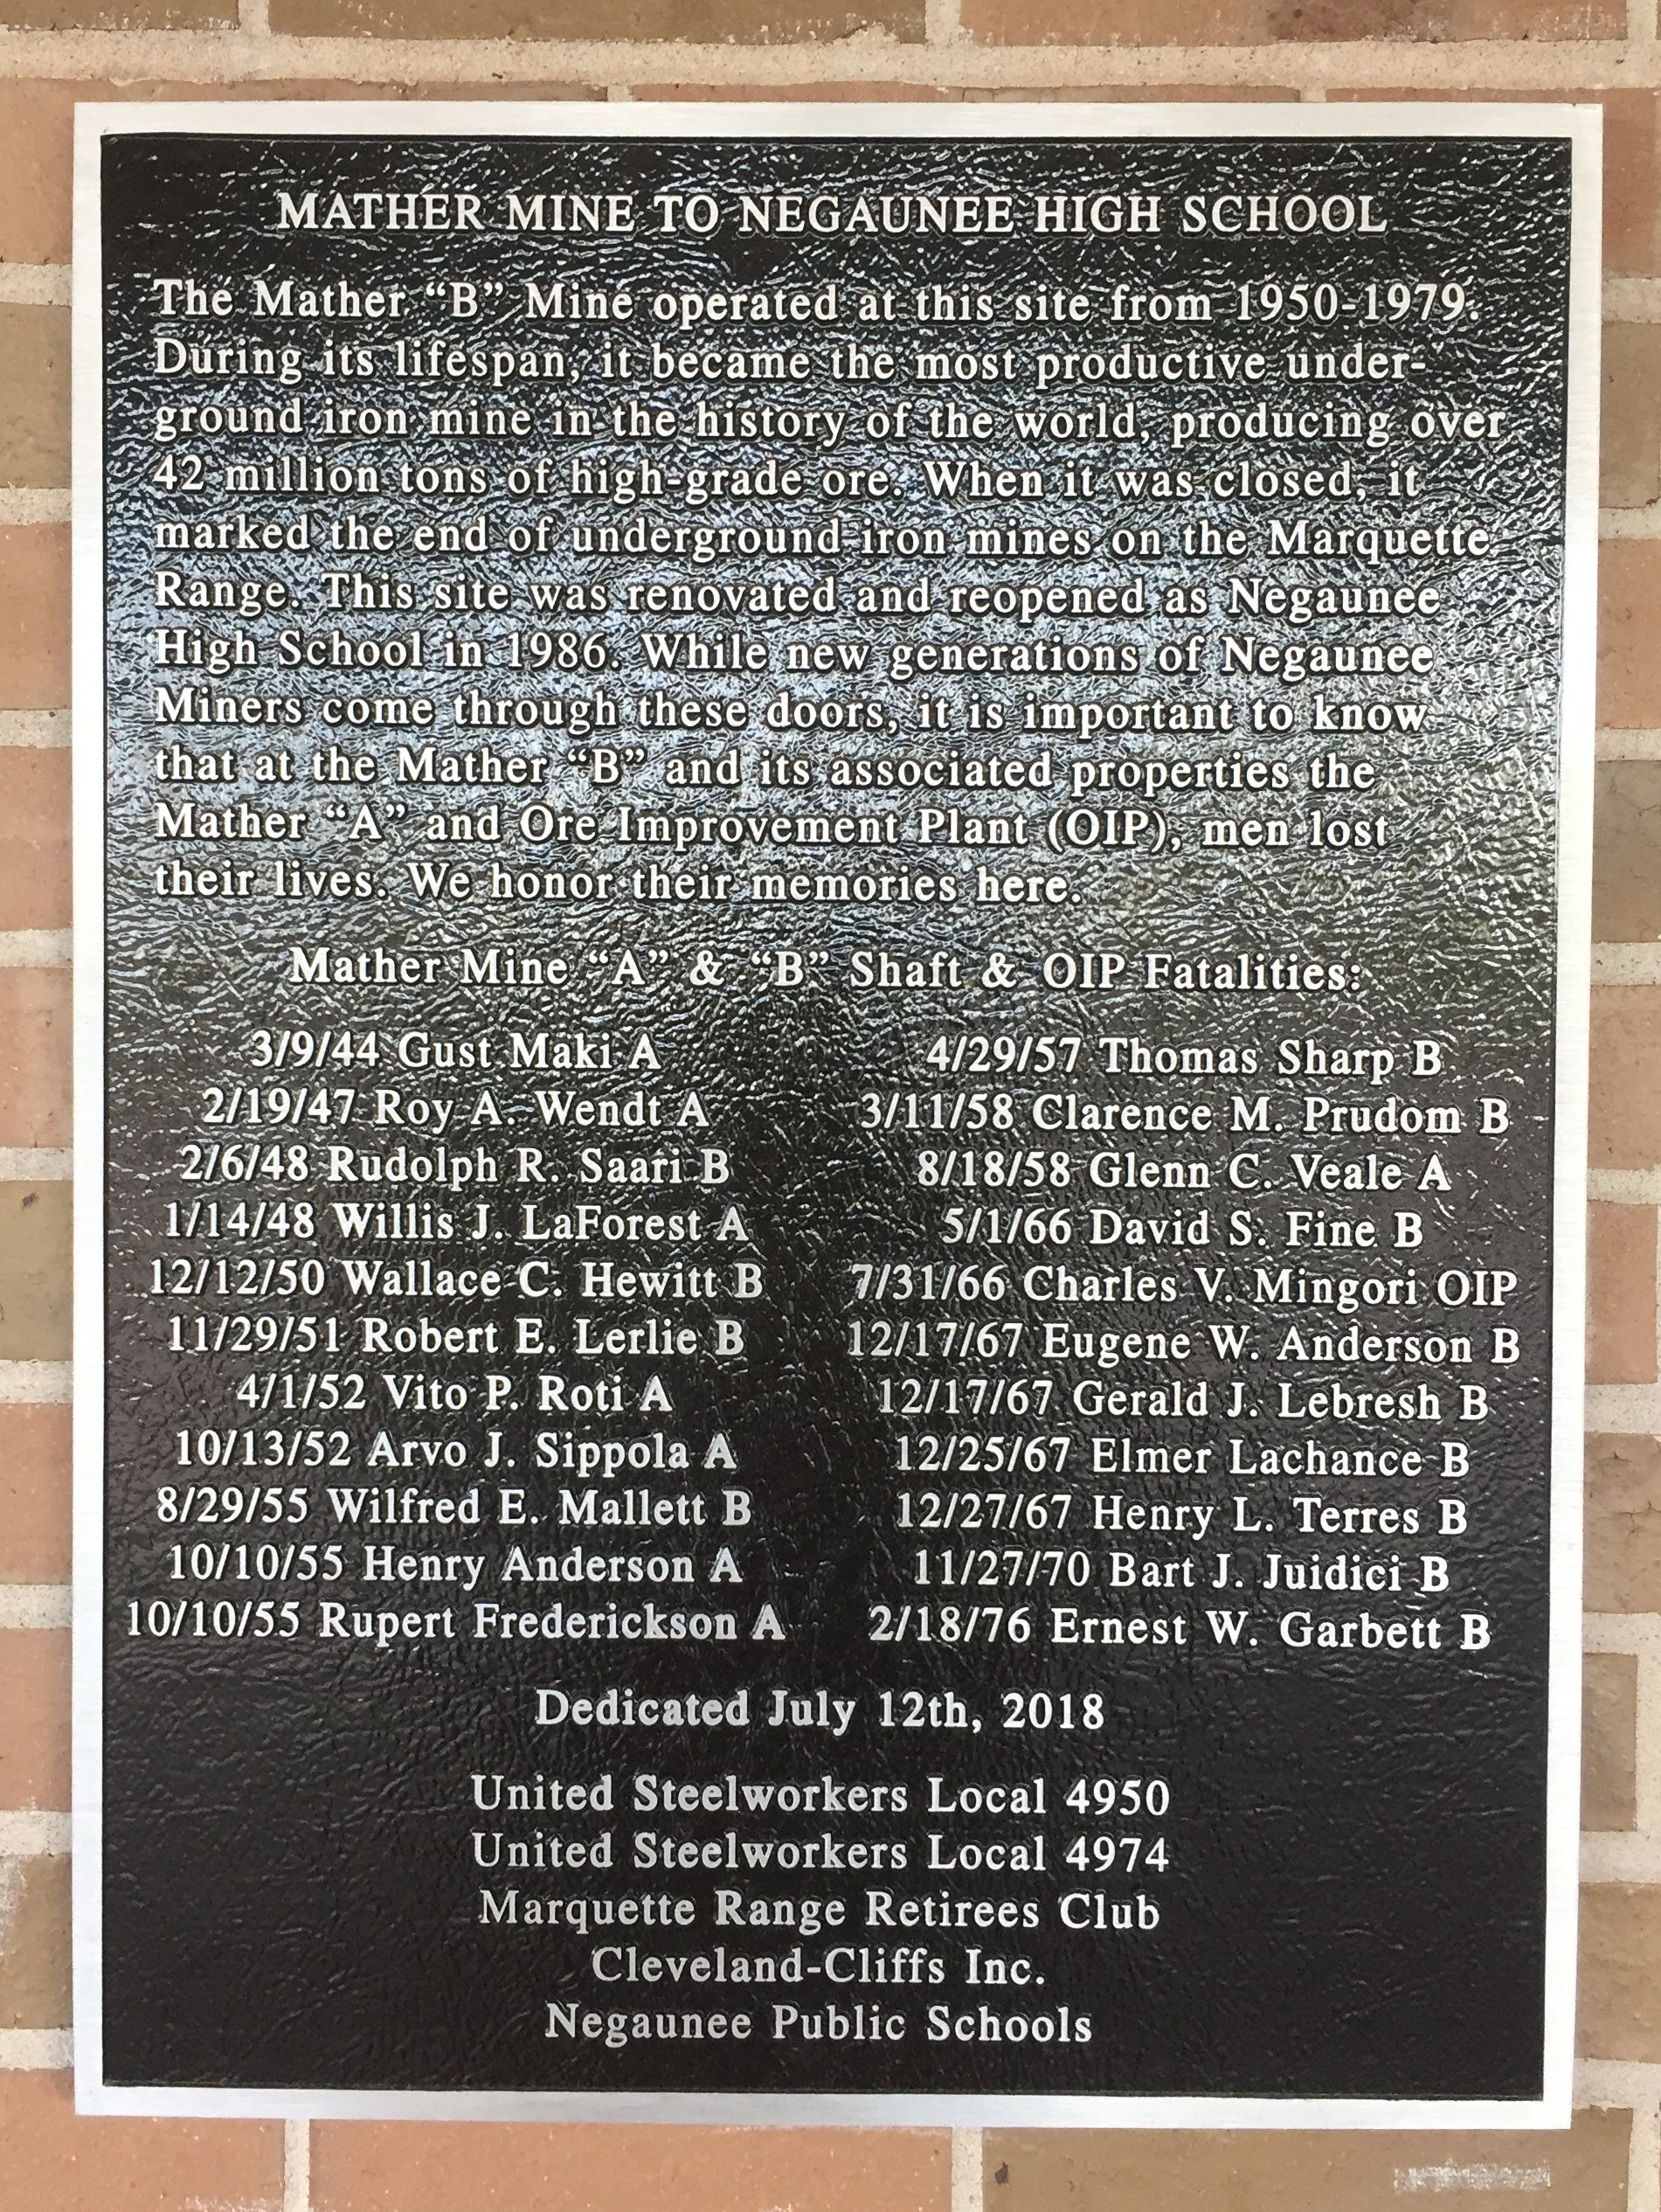 MATHER MINE TO NEGAUNEE HIGH SCHOOL
The Mather “B” Mine operated at this site from 1950-1979.
During its lifespan, it became the most productive under-
ground iron mine in the history of the world, producing over
42 million tons of high-grade ore. When it was closed, it
marked the end of underground iron mines on the Marquette
Range. This site was renovated and reopened as Negaunee
High School in 1986. While new generations of Negaunee
Miners come through these doors, it is important to know
that at the Mather “B” and its associated properties the
Mather “A” and Ore Improvement Plant (OIP), men lost
their lives. We honor their memories here.
Mather Mine “A” & “B” Shaft & OIP Fatalities:
3/9/44 Gust Maki A
2/19/47 Roy A. Wendt A
2/6/48 Rudolph R. Saari B
1/14/48 Willis J. LaForest A
12/12/50 Wallace C. Hewitt B
11/29/51 Robert E. Lerlie B
4/1/52 Vito P. Roti A
10/13/52 Arvo J. Sippola A
8/29/55 Wilfred E. Mallett B
10/10/55 Henry Anderson A
10/10/55 Rupert Frederickson A
4/29/57 Thomas Sharp B
3/11/58 Clarence M. Prudom B
8/18/58 Glenn C. Veale A
5/1/66 David S. Fine B
7/31/66 Charles V. Mingori OIP
12/17/67 Eugene W. Anderson B
12/17/67 Gerald J. Lebresh B
12/25/67 Elmer Lachance B
12/27/67 Henry L. Terres B
11/27/70 Bart J. Juidici B
2/18/76 Ernest W. Garbett B
Dedicated July 12th, 2018
United Steelworkers Local 4950
United Steelworkers Local 4974
Marquette Range Retirees Club
Cleveland-Cliffs Inc.
Negaunee Public Schools